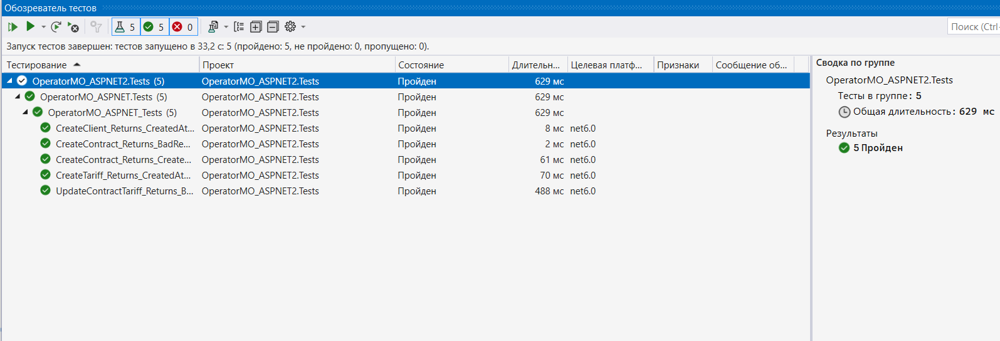 Обозреватель тестов
5 5 0
Поиск (Ctrl-
Запуск тестов завершен: тестов запущено в 33,2 с: 5 (пройдено: 5, не пройдено: 0, пропущено: 0).
Тестирование Проект Состояние Длительн... Целевая платф... Признаки Сообщение об...
OperatorMO_ASPNET2.Tests (5) OperatorMO_ASPNET2.Tests Пройден 629 мс
OperatorMO_ASPNET.Tests (5) OperatorMO_ASPNET2.Tests Пройден 629 мс
OperatorMO_ASPNET_Tests (5) OperatorMO_ASPNET2.Tests Пройден 629 мс
CreateClient_Returns_CreatedAt... OperatorMO_ASPNET2.Tests Пройден 8 мс net6.0
CreateContract_Returns_BadRe... OperatorMO_ASPNET2.Tests Пройден 2 мс net6.0
CreateContract_Returns_Create... OperatorMO_ASPNET2.Tests Пройден 61 мс net6.0
CreateTariff_Returns_CreatedAt... OperatorMO_ASPNET2.Tests Пройден 70 мс net6.0
UpdateContractTariff_Returns_B... OperatorMO_ASPNET2.Tests Пройден 488 мс net6.0
Сводка по группе
OperatorMO_ASPNET2.Tests
Тесты в группе: 5
Общая длительность: 629 мс
Результаты
5 Пройден